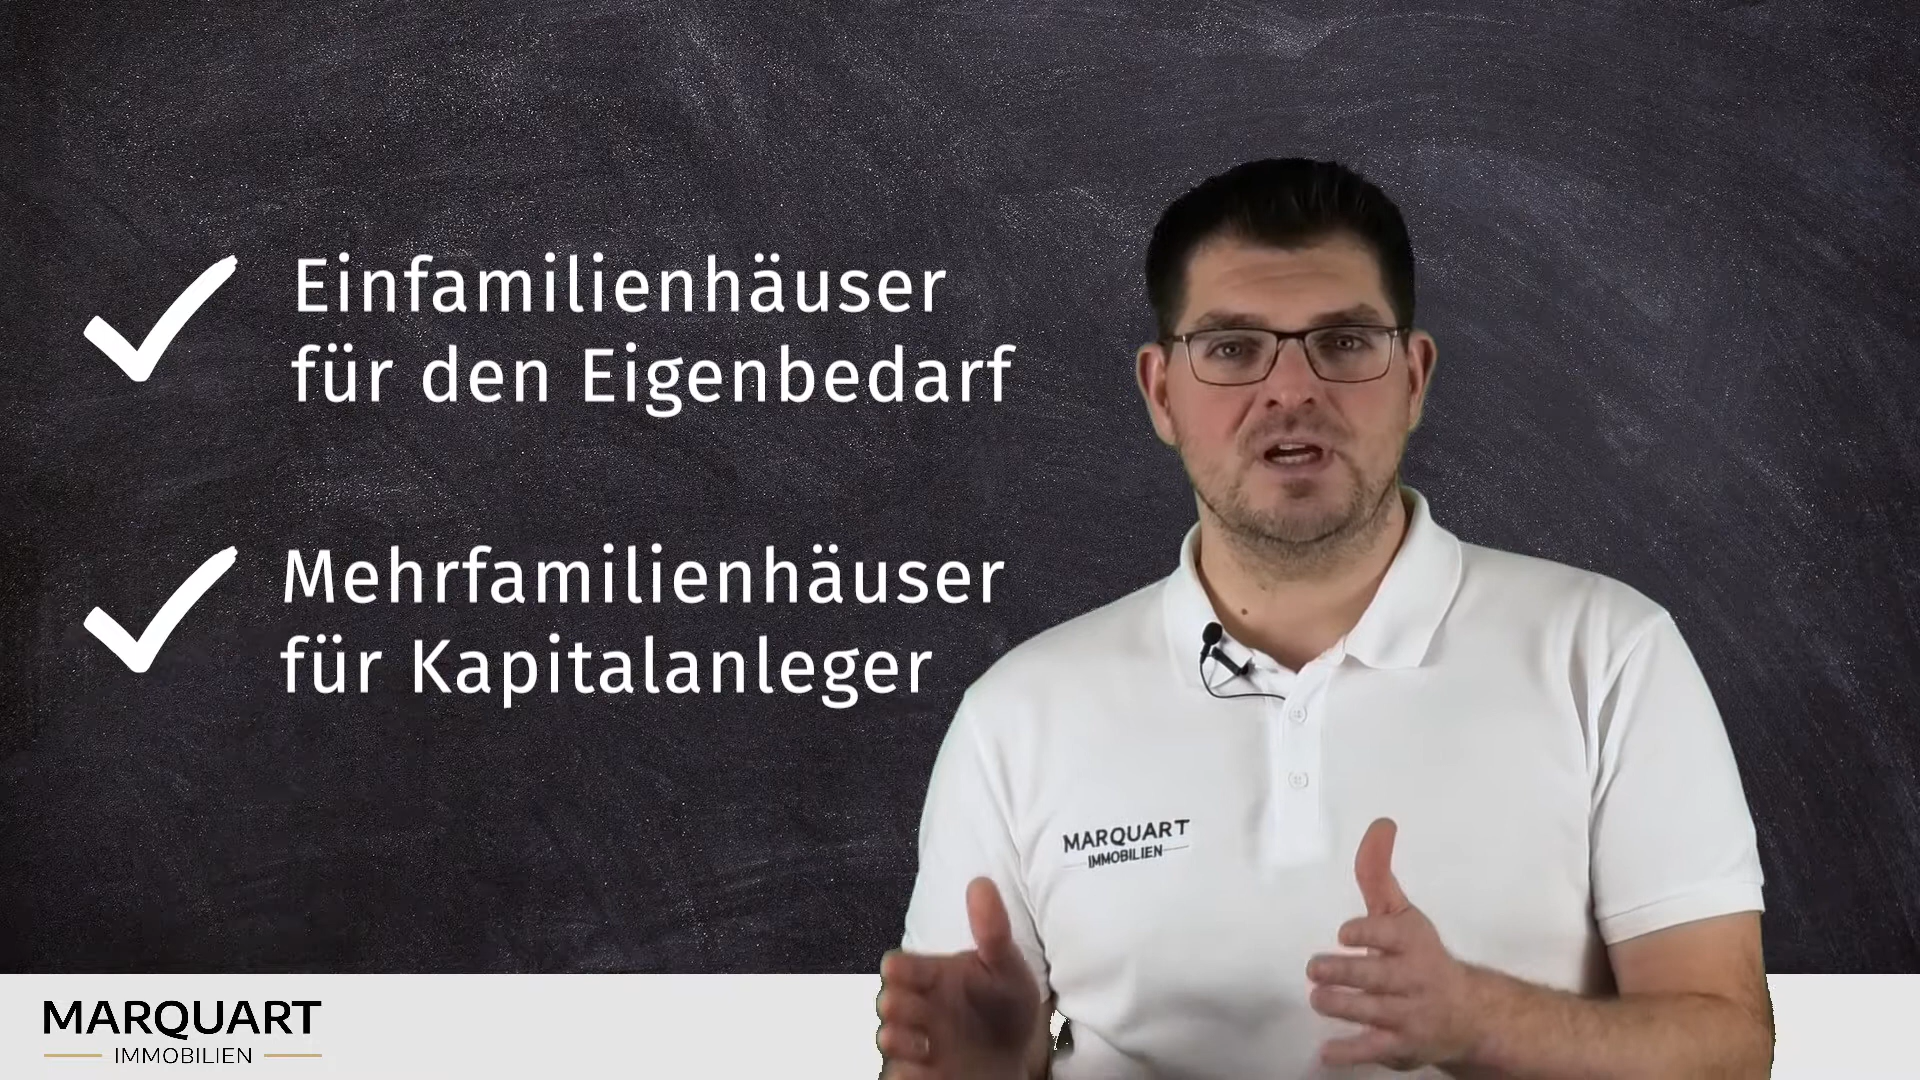 Einfamilienhäuser
für den Eigenbedarf
Mehrfamilienhäuser
für Kapitalanleger
MARQUART
IMMOBILIEN
MARQUART
IMMOBILIEN